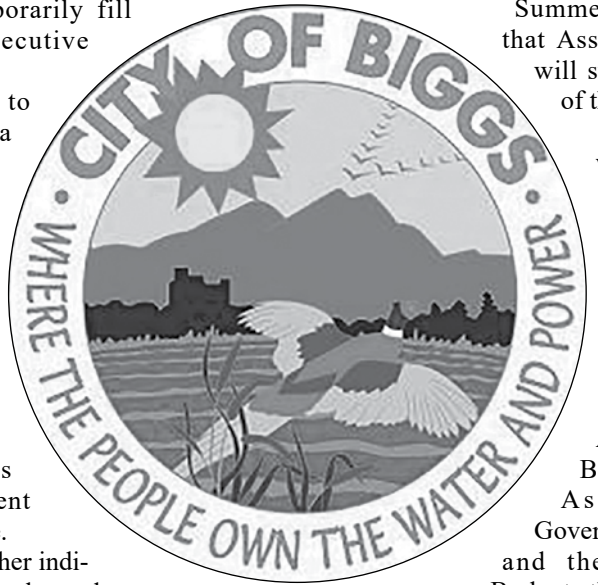 porarily fill
ecutive
to
a
CITY OF BIGGS
• WHERE THE PEOPLE OWN THE WATER AND POWER •
s
ent
her indi-
Summe
that Ass
will s
of th
B
As
Gover
and the